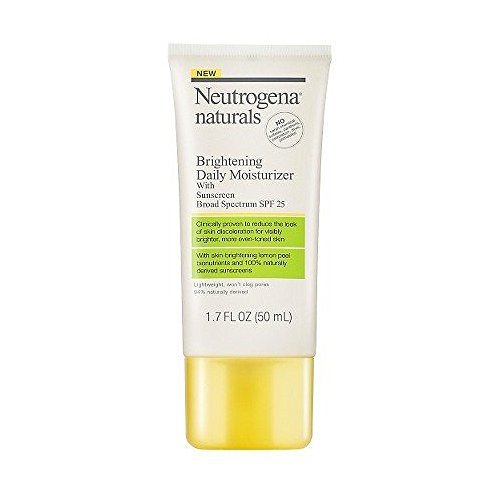 NEW
Neutrogena®
naturals
NO
Brightening
Daily Moisturizer
With
Sunscreen
Broad Spectrum SPF 25
Clinically proven to reduce the look
of skin discoloration for visibly
brighter, more even-toned skin
With skin brightening lemon peel
bionutrients and 100% naturally
derived sunscreens
Lightweight, won't clog pores
94% naturally derived
1.7 FL OZ (50 mL)